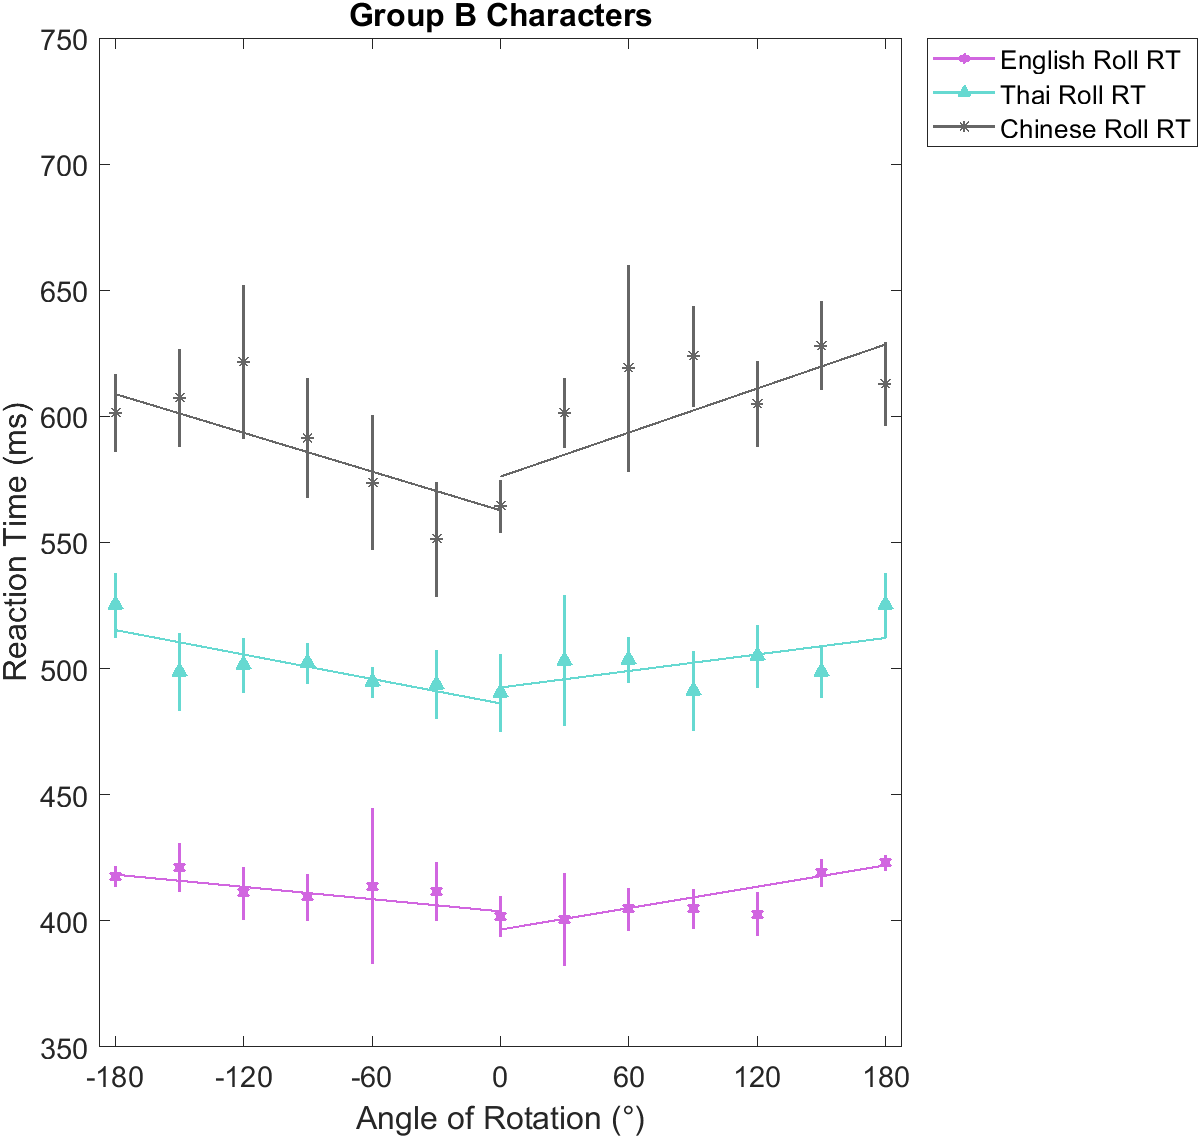 Group B Characters
English Roll RT
Thai Roll RT
Chinese Roll RT
750
700
650
600
550
500
450
400
350
Reaction Time (ms)
-180
-120
-60
0
60
120
180
Angle of Rotation (°)